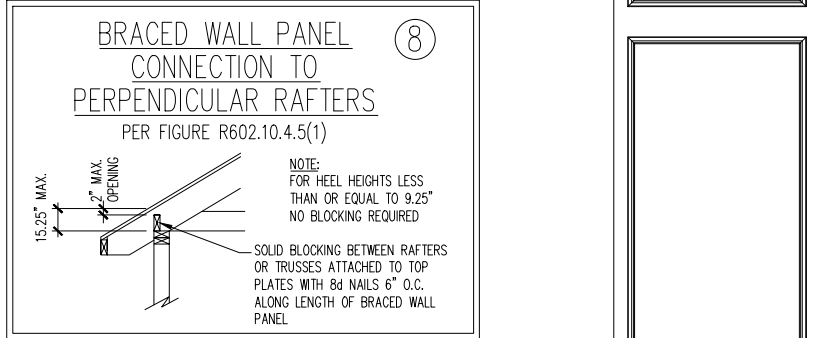 BRACED WALL PANEL
CONNECTION TO
PERPENDICULAR RAFTERS
8
PER FIGURE R602.10.4.5(1)
15.25" MAX.
2" MAX.
OPENING
NOTE:
FOR HEEL HEIGHTS LESS
THAN OR EQUAL TO 9.25"
NO BLOCKING REQUIRED
SOLID BLOCKING BETWEEN RAFTERS
OR TRUSSES ATTACHED TO TOP
PLATES WITH 8d NAILS 6" O.C.
ALONG LENGTH OF BRACED WALL
PANEL